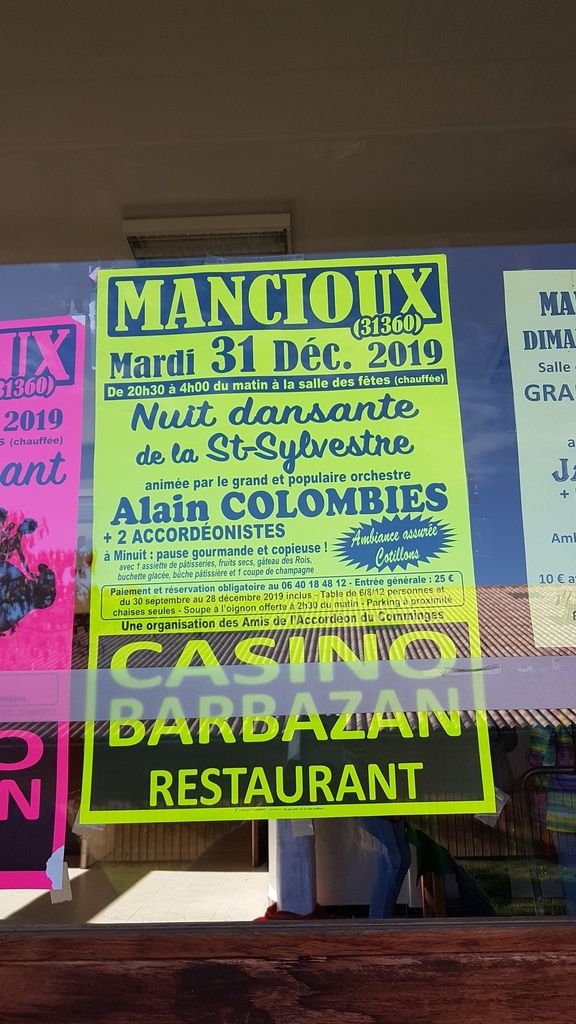 MANCIOUX
(31360)
Mardi 31 Déc. 2019
De 20h30 à 4h00 du matin à la salle des fêtes (chauffée)
Nuit dansante
de la St-Sylvestre
animée par le grand et populaire orchestre
Alain COLOMBIES
+ 2 ACCORDÉONISTES
Ambiance assurée
Cotillons
à Minuit : pause gourmande et copieuse !
avec 1 assiette de pâtisseries, fruits secs, gâteau des Rois,
buchette glacée, bûche pâtissière et 1 coupe de champagne
Paiement et réservation obligatoire au 06 40 18 48 12 - Entrée générale : 25 €
du 30 septembre au 28 décembre 2019 inclus - Table de 6/8/12 personnes et
chaises seules - Soupe à l'oignon offerte à 2h30 du matin - Parking à proximité
Une organisation des Amis de l'Accordéon du Comminges
CASINO
BARBAZAN
RESTAURANT
UX
31360)
2019
S (chauffée)
ant
O
N
MA
DIMA
Salle
GRA
a
JA
+
Amb
10 € a